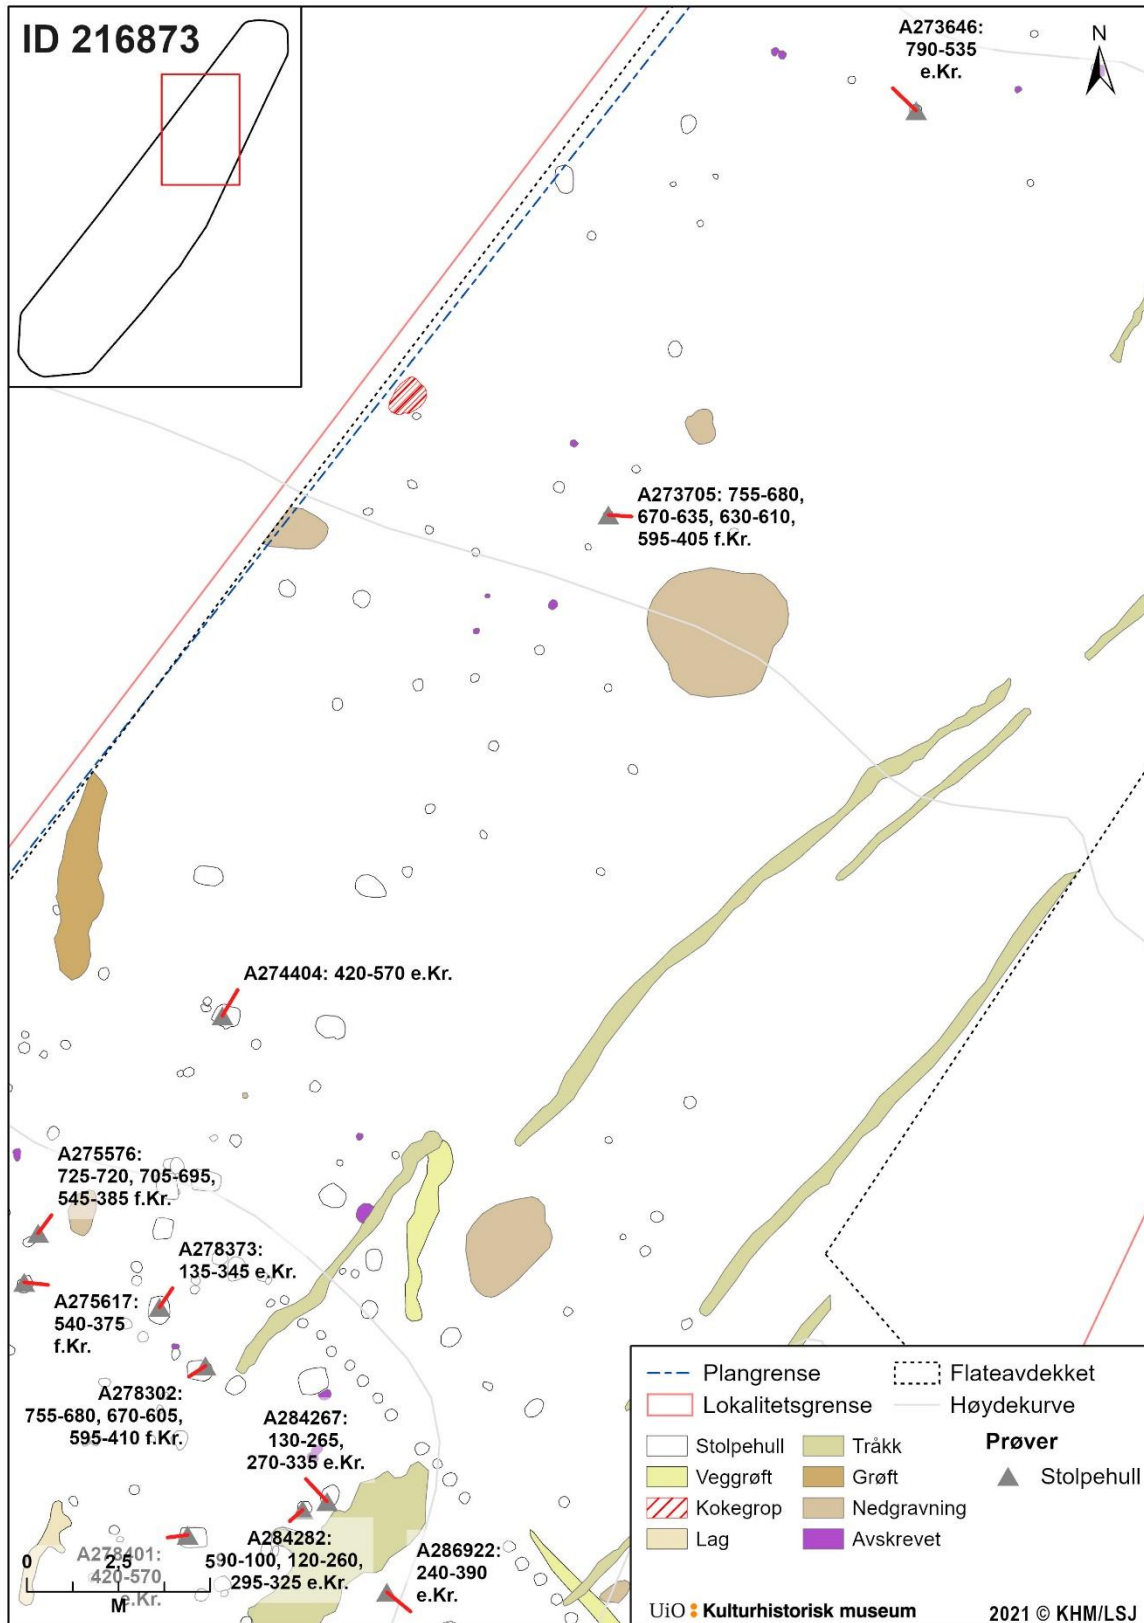 ID 216873
A273646:
790-535
e.Kr.
N
A273705: 755-680,
670-635, 630-610,
595-405 f.Kr.
A274404: 420-570 e.Kr.
A275576:
725-720, 705-695,
545-385 f.Kr.
A278373:
135-345 e.Kr.
A275617:
540-375
f.Kr.
A278302:
755-680, 670-605,
595-410 f.Kr.
A284267:
130-265,
270-335 e.Kr.
A284282:
590-100, 120-260,
295-325 e.Kr.
A278401:
420-570
e.Kr.
A286922:
240-390
e.Kr.
0 2,5
M
Plangrense
Flateavdekket
Lokalitetsgrense
Høydekurve
Stolpehull
Tråkk
Prøver
Veggrøft
Grøft
Stolpehull
Kokegrop
Nedgravning
Lag
Avskrevet
UiO Kulturhistorisk museum
2021 © KHM/LSJ